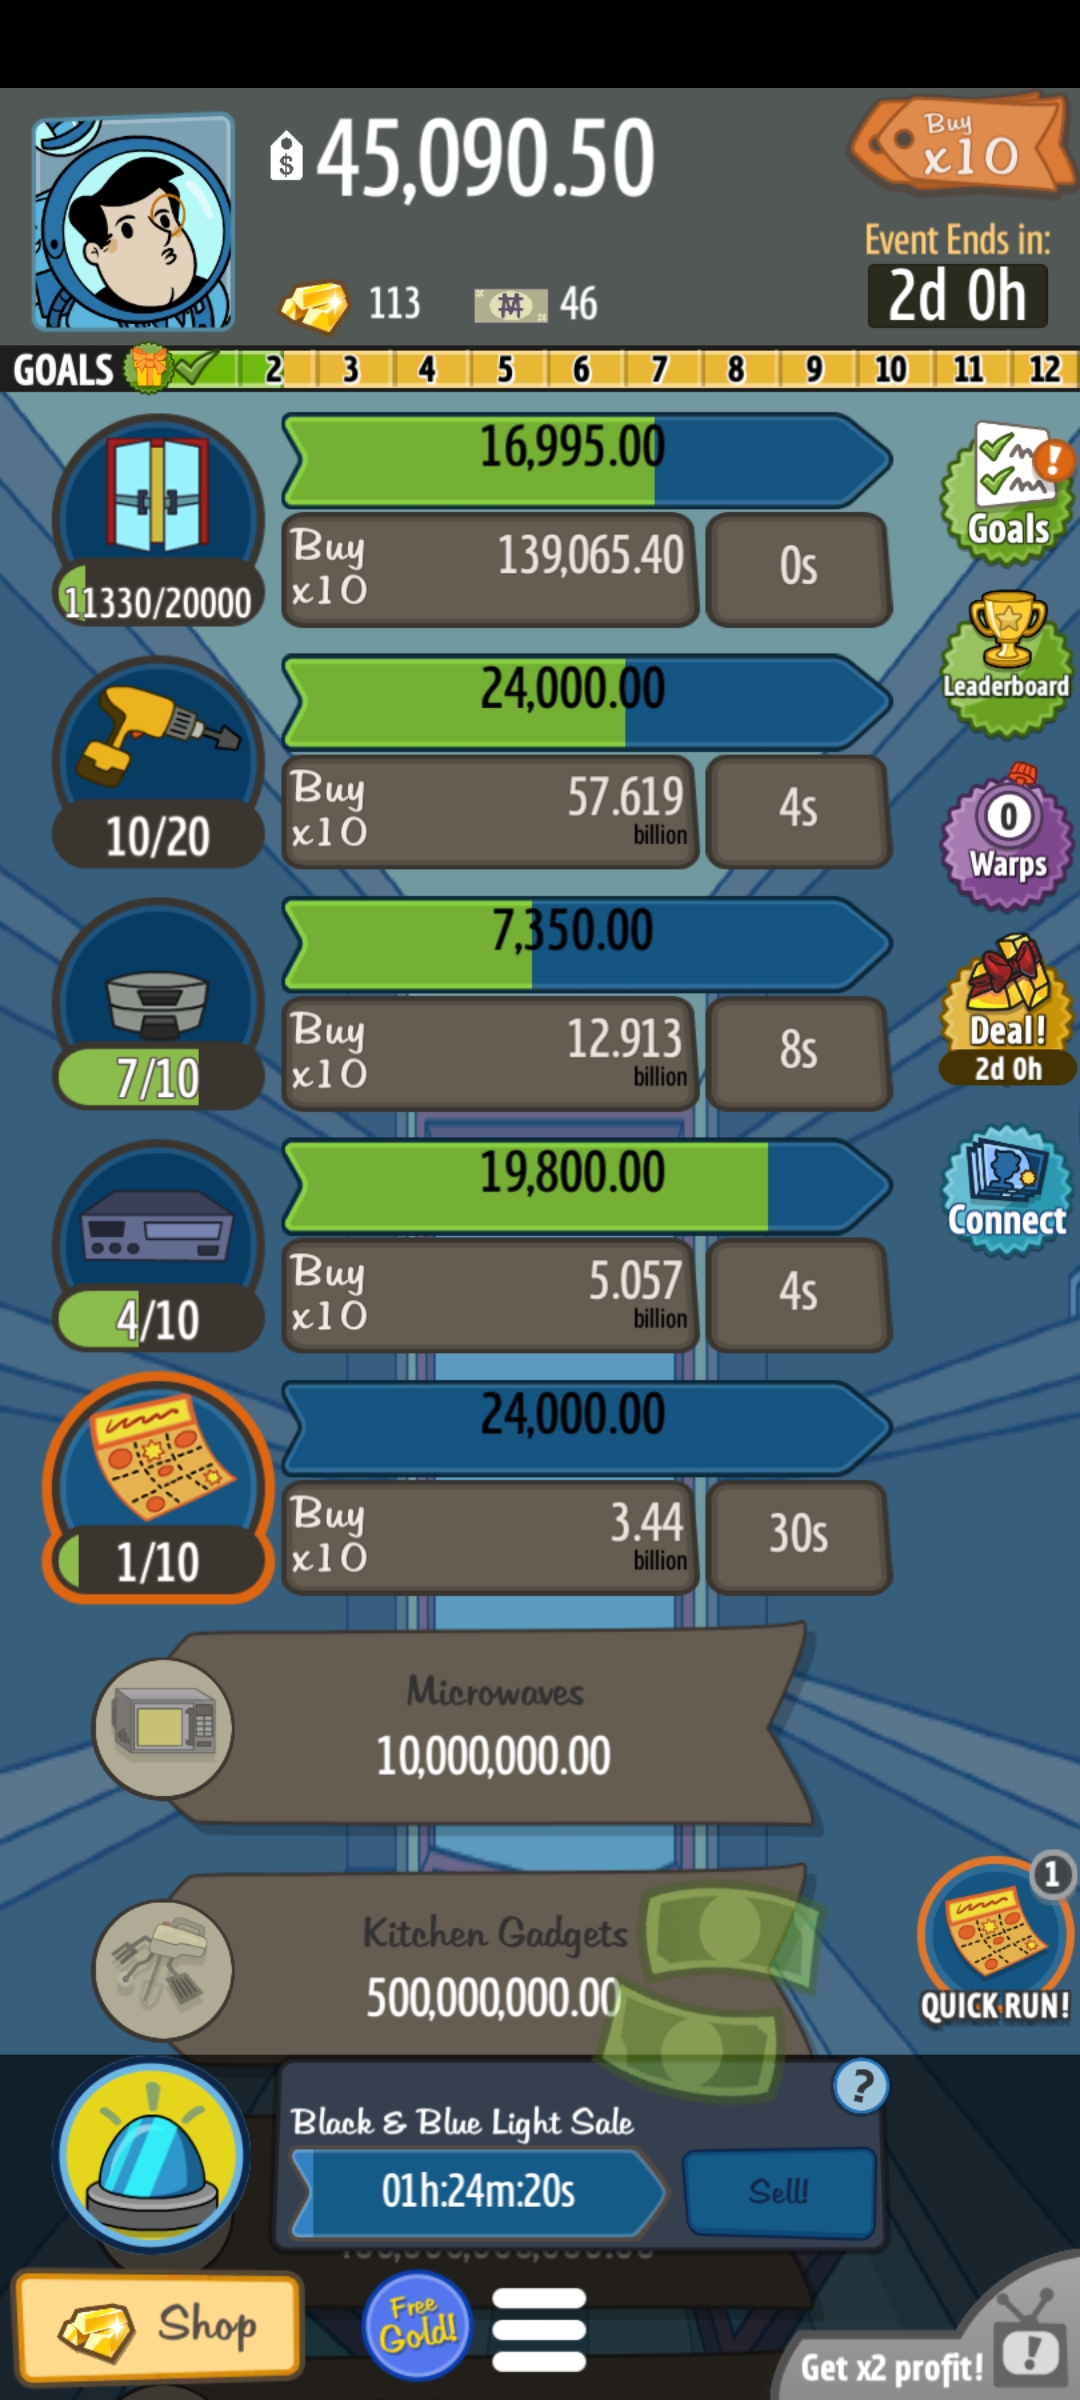 $ 45,090.50
Buy
x10
Event Ends in:
2d 0h
113
46
GOALS 2 3 4 5 6 7 8 9 10 11 12
16,995.00
Buy
x10
139,065.40
0s
11330/20000
Goals
24,000.00
Buy
x10
57.619
billion
4s
10/20
Leaderboard
0
Warps
7,350.00
Buy
x10
12.913
billion
8s
7/10
Deal!
2d 0h
19,800.00
Buy
x10
5.057
billion
4s
4/10
Connect
24,000.00
Buy
x10
3.44
billion
30s
1/10
Microwaves
10,000,000.00
Kitchen Gadgets
500,000,000.00
1
QUICK RUN!
?
Black & Blue Light Sale
01h:24m:20s
Sell!
Shop
Free
Gold!
Get x2 profit!